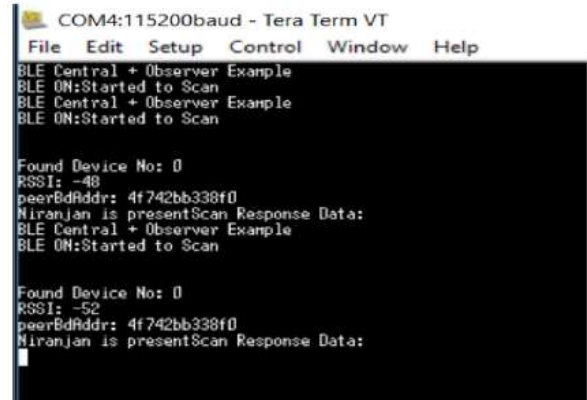 COM4:115200baud - Tera Term VT
File Edit Setup Control Window Help
BLE Central + Observer Example
BLE ON:Started to Scan
BLE Central + Observer Example
BLE ON:Started to Scan
Found Device No: 0
RSSI: -48
peerBdAddr: 4f742bb338f0
Niranjan is presentScan Response Data:
BLE Central + Observer Example
BLE ON:Started to Scan
Found Device No: 0
RSSI: -52
peerBdAddr: 4f742bb338f0
Niranjan is presentScan Response Data: